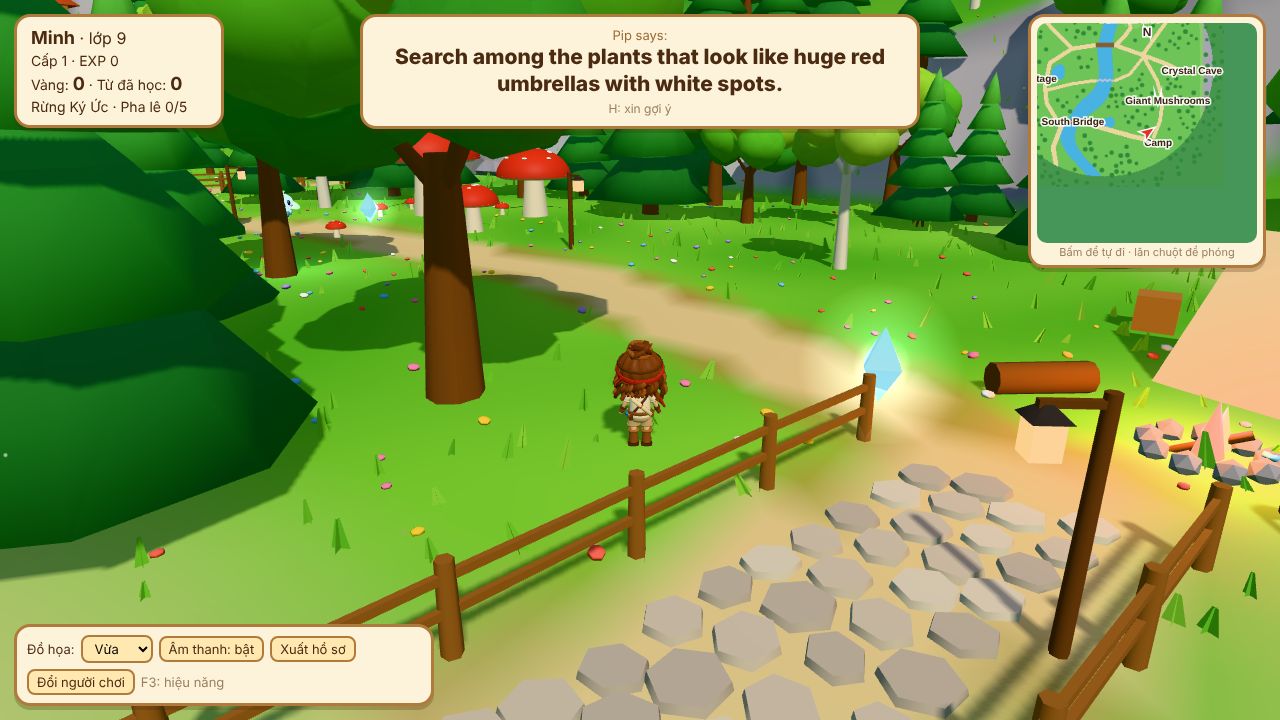 Minh · lớp 9
Cấp 1 · EXP 0
Vàng: 0 · Từ đã học: 0
Rừng Ký Ức · Pha lê 0/5
Pip says:
Search among the plants that look like huge red
umbrellas with white spots.
H: xin gợi ý
N
Crystal Cave
tage
Giant Mushrooms
South Bridge
Camp
Bấm để tự đi · lăn chuột để phóng
Đồ họa: Vừa Âm thanh: bật Xuất hồ sơ
Đổi người chơi F3: hiệu năng